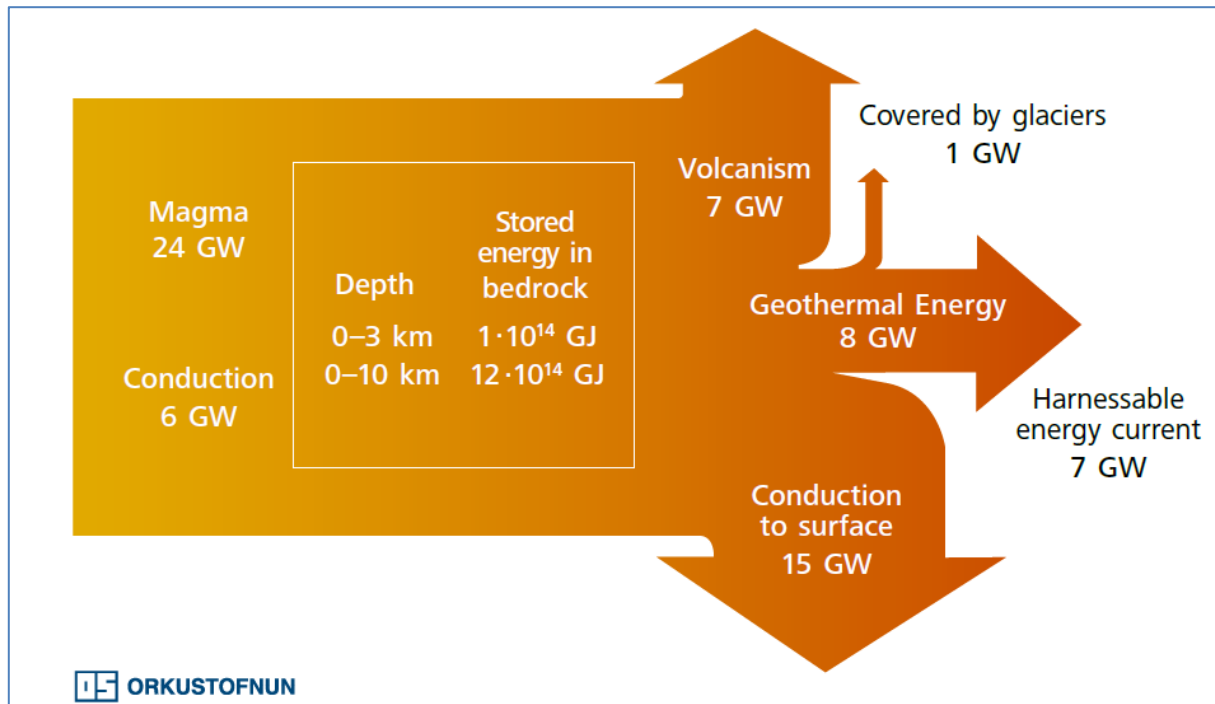 Magma
24 GW
Conduction
6 GW
Depth
0–3 km
0–10 km
Stored
energy in
bedrock
1·10¹⁴ GJ
12·10¹⁴ GJ
Volcanism
7 GW
Covered by glaciers
1 GW
Geothermal Energy
8 GW
Harnessable
energy current
7 GW
Conduction
to surface
15 GW
OS ORKUSTOFNUN